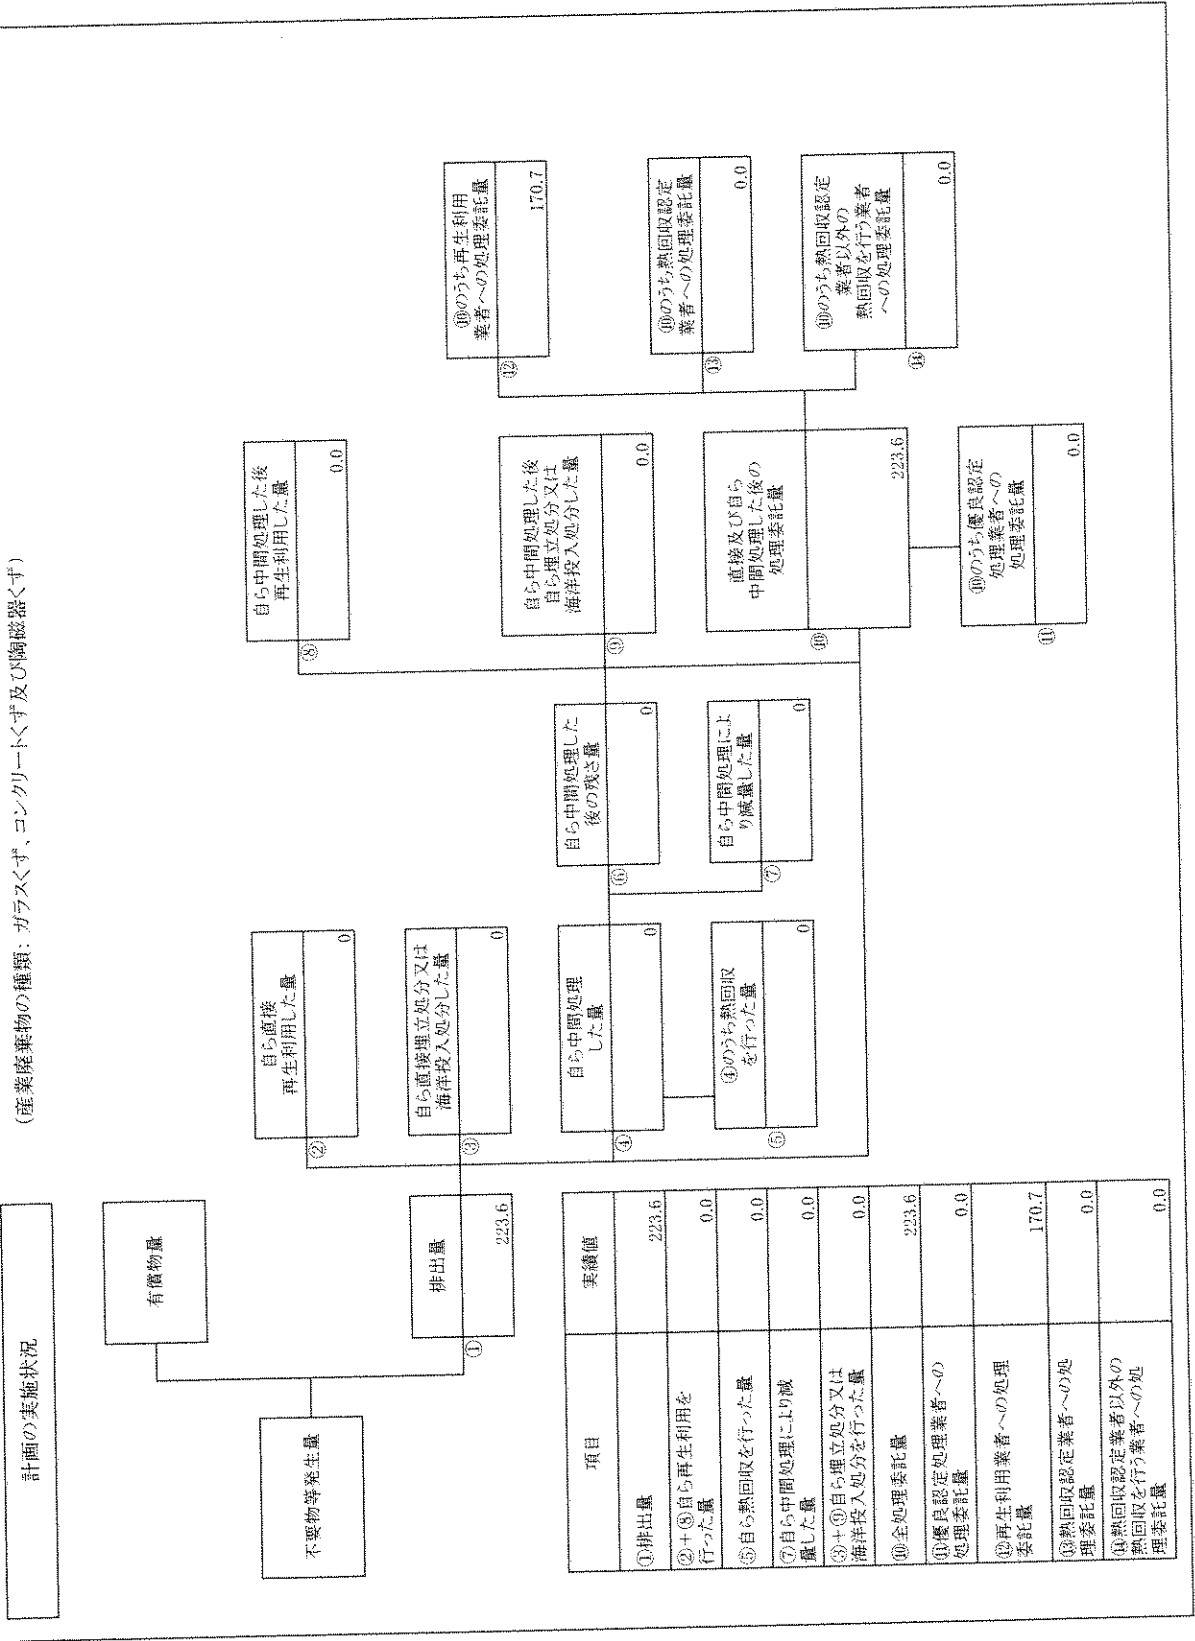 計画の実施状況
(産業廃棄物の種類: ガラスくず、コンクリートくず及び陶磁器くず)
不要物等発生量
有償物量
①
排出量
223.6
②
自ら直接
再生利用した量
0
③
自ら直接埋立処分又は
海洋投入処分した量
0
④
自ら中間処理
した量
0
⑤
④のうち熱回収
を行った量
0
⑥
自ら中間処理した
後の残さ量
0
⑦
自ら中間処理によ
り減量した量
0
⑧
自ら中間処理した後
再生利用した量
0.0
⑨
自ら中間処理した後
自ら埋立処分又は
海洋投入処分した量
0.0
⑩
直接及び自ら
中間処理した後の
処理委託量
223.6
⑪
⑩のうち優良認定
処理業者への
処理委託量
0.0
⑫
⑩のうち再生利用
業者への処理委託量
170.7
⑬
⑩のうち熱回収認定
業者への処理委託量
0.0
⑭
⑩のうち熱回収認定
業者以外の
熱回収を行う業者
への処理委託量
0.0
項目 実績値
①排出量 223.6
②+⑧自ら再生利用を
行った量 0.0
⑤自ら熱回収を行った量 0.0
⑦自ら中間処理により減
量した量 0.0
③+⑨自ら埋立処分又は
海洋投入処分を行った量 0.0
⑩全処理委託量 223.6
⑪優良認定処理業者への
処理委託量 0.0
⑫再生利用業者への処理
委託量 170.7
⑬熱回収認定業者への処
理委託量 0.0
⑭熱回収認定業者以外の
熱回収を行う業者への処
理委託量 0.0